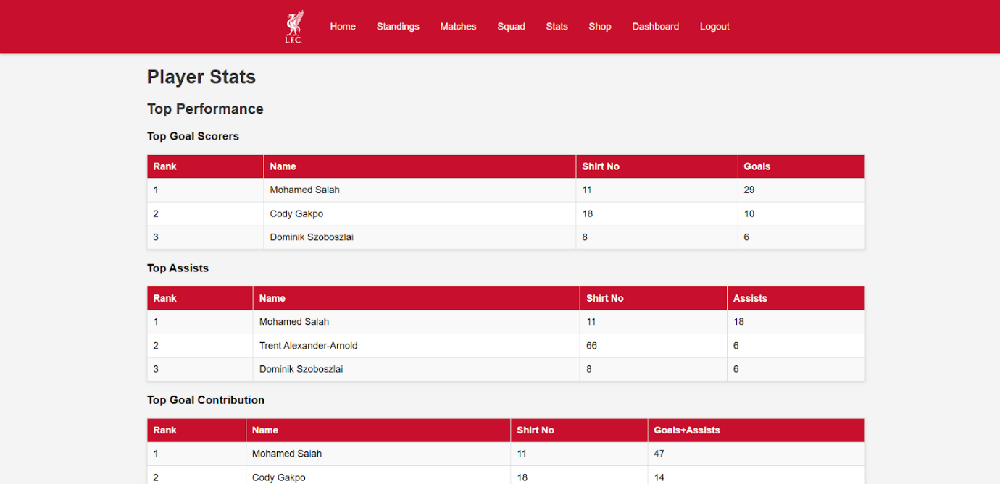 L.F.C. Home Standings Matches Squad Stats Shop Dashboard Logout
Player Stats
Top Performance
Top Goal Scorers
Rank Name Shirt No Goals
1 Mohamed Salah 11 29
2 Cody Gakpo 18 10
3 Dominik Szoboszlai 8 6
Top Assists
Rank Name Shirt No Assists
1 Mohamed Salah 11 18
2 Trent Alexander-Arnold 66 6
3 Dominik Szoboszlai 8 6
Top Goal Contribution
Rank Name Shirt No Goals+Assists
1 Mohamed Salah 11 47
2 Cody Gakpo 18 14